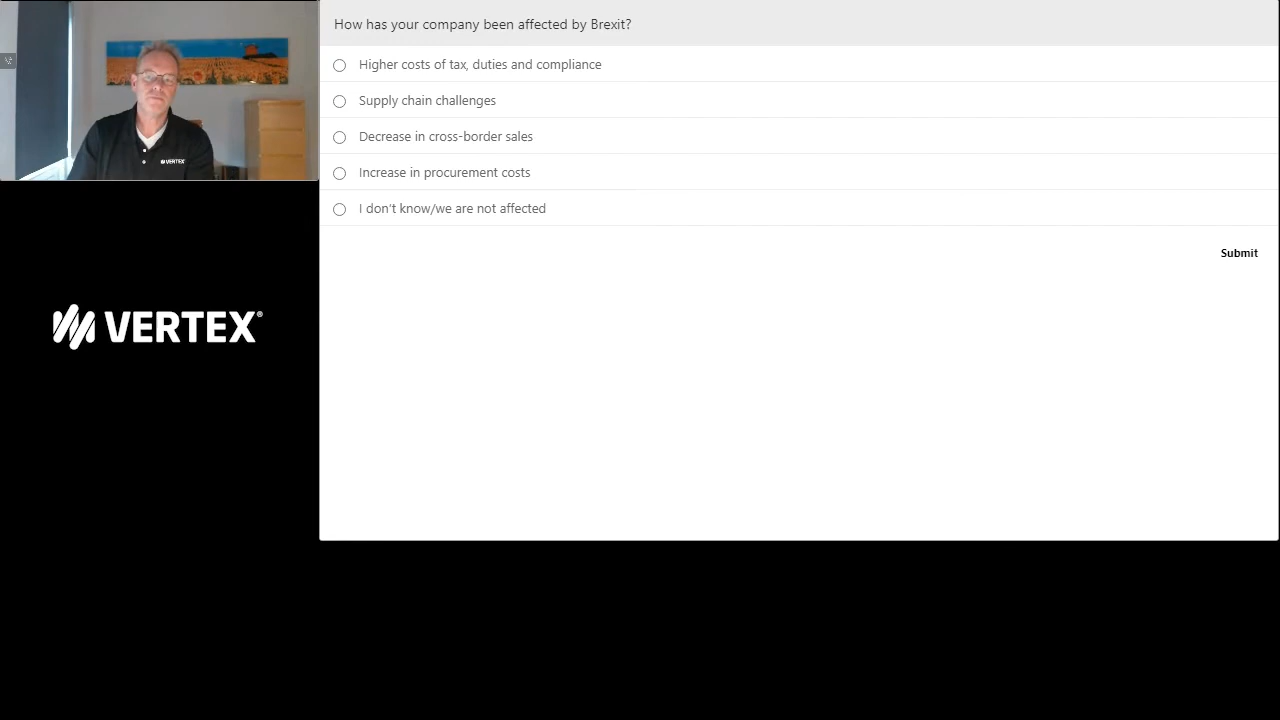 How has your company been affected by Brexit?
Higher costs of tax, duties and compliance
Supply chain challenges
Decrease in cross-border sales
Increase in procurement costs
I don't know/we are not affected
Submit
VERTEX
VERTEX®